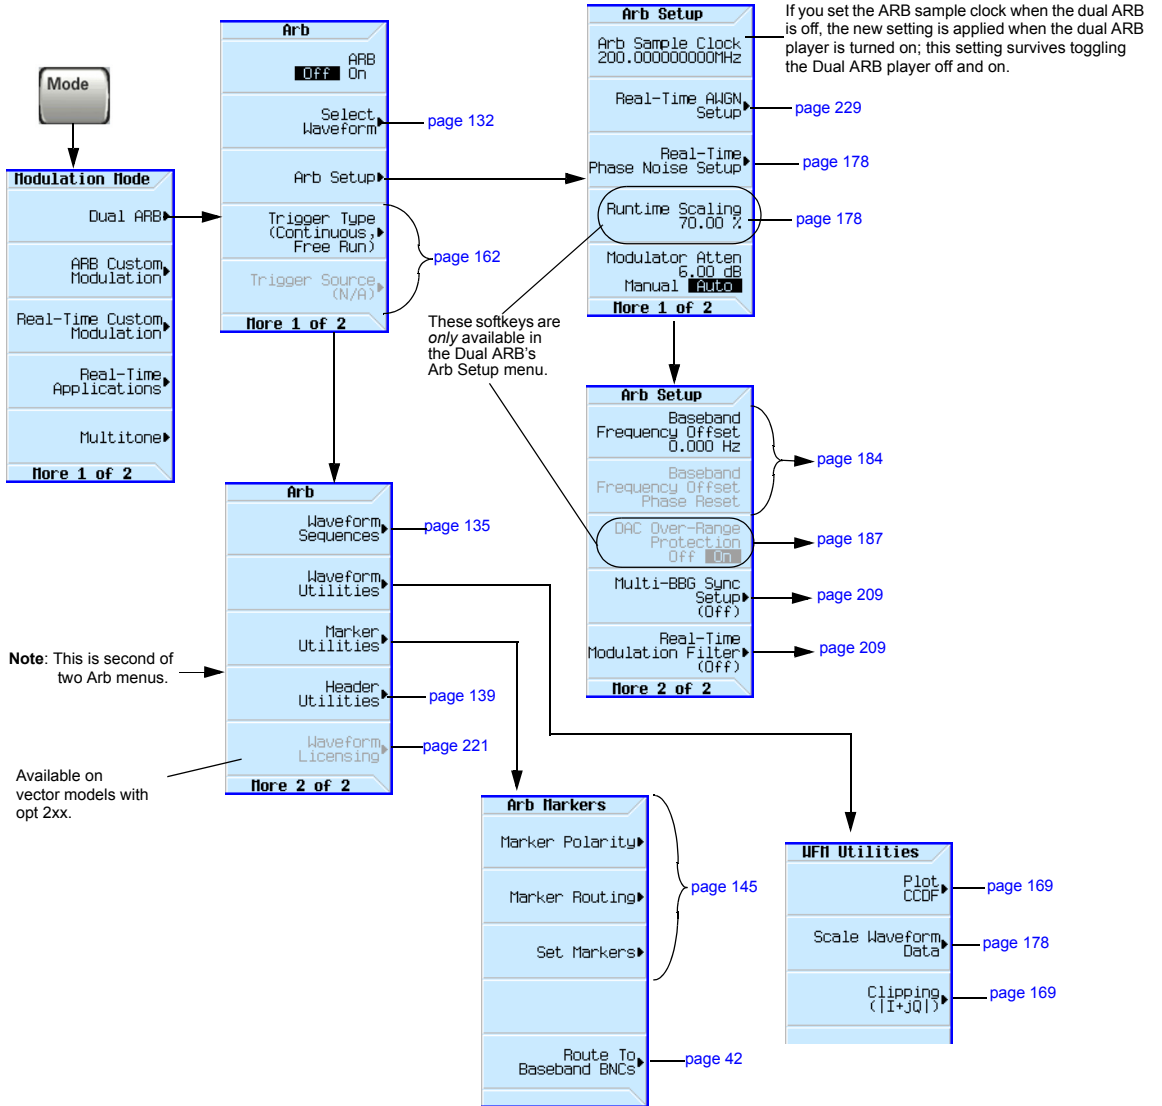 Mode
Modulation Mode
Dual ARB
ARB Custom
Modulation
Real-Time Custom
Modulation
Real-Time
Applications
Multitone
More 1 of 2
Arb
ARB
Off On
Select
Waveform
page 132
Arb Setup
Trigger Type
(Continuous,
Free Run)
Trigger Source
(N/A)
page 162
More 1 of 2
Arb Setup
Arb Sample Clock
200.000000000MHz
Real-Time AWGN
Setup
page 229
Real-Time
Phase Noise Setup
page 178
Runtime Scaling
70.00 %
page 178
Modulator Atten
6.00 dB
Manual Auto
More 1 of 2
If you set the ARB sample clock when the dual ARB
is off, the new setting is applied when the dual ARB
player is turned on; this setting survives toggling
the Dual ARB player off and on.
These softkeys are
only available in
the Dual ARB's
Arb Setup menu.
Arb Setup
Baseband
Frequency Offset
0.000 Hz
Baseband
Frequency Offset
Phase Reset
page 184
DAC Over-Range
Protection
Off On
page 187
Multi-BBG Sync
Setup
(Off)
page 209
Real-Time
Modulation Filter
(Off)
page 209
More 2 of 2
Arb
Waveform
Sequences
page 135
Waveform
Utilities
Marker
Utilities
Header
Utilities
page 139
Waveform
Licensing
page 221
More 2 of 2
Note: This is second of
two Arb menus.
Available on
vector models with
opt 2xx.
Arb Markers
Marker Polarity
Marker Routing
Set Markers
page 145
Route To
Baseband BNCs
page 42
WFM Utilities
Plot
CCDF
page 169
Scale Waveform
Data
page 178
Clipping
(|I+jQ|)
page 169